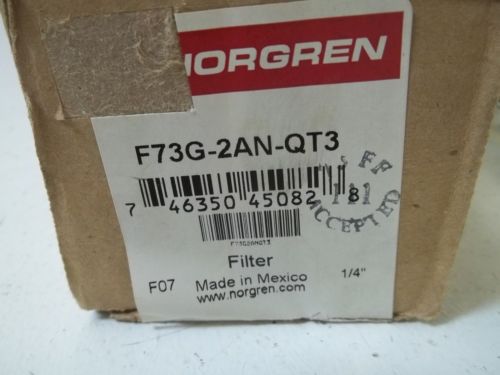 NORGREN
F73G-2AN-QT3
7 46350 45082 8
F73G2ANQT3
Filter
F07 Made in Mexico 1/4"
www.norgren.com
ACCEPTED